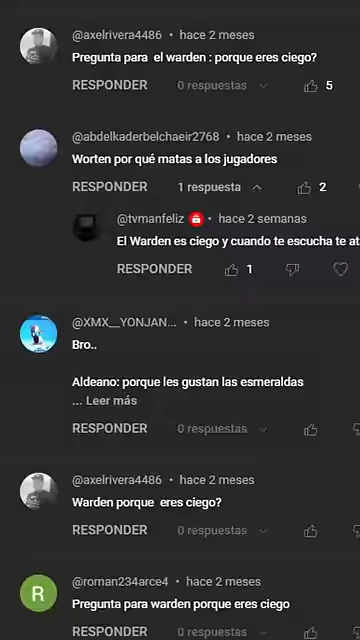 @axelrivera4486 • hace 2 meses
Pregunta para el warden : porque eres ciego?
RESPONDER 0 respuestas 5
@abdelkaderbelchaeir2768 • hace 2 meses
Worten por qué matas a los jugadores
RESPONDER 1 respuesta 2
@tvmanfeliz • hace 2 semanas
El Warden es ciego y cuando te escucha te at
RESPONDER 1
@XMX__YONJAN... • hace 2 meses
Bro..
Aldeano: porque les gustan las esmeraldas
... Leer más
RESPONDER 0 respuestas
@axelrivera4486 • hace 2 meses
Warden porque eres ciego?
RESPONDER 0 respuestas
R
@roman234arce4 • hace 2 meses
Pregunta para warden porque eres ciego
RESPONDER 0 respuestas